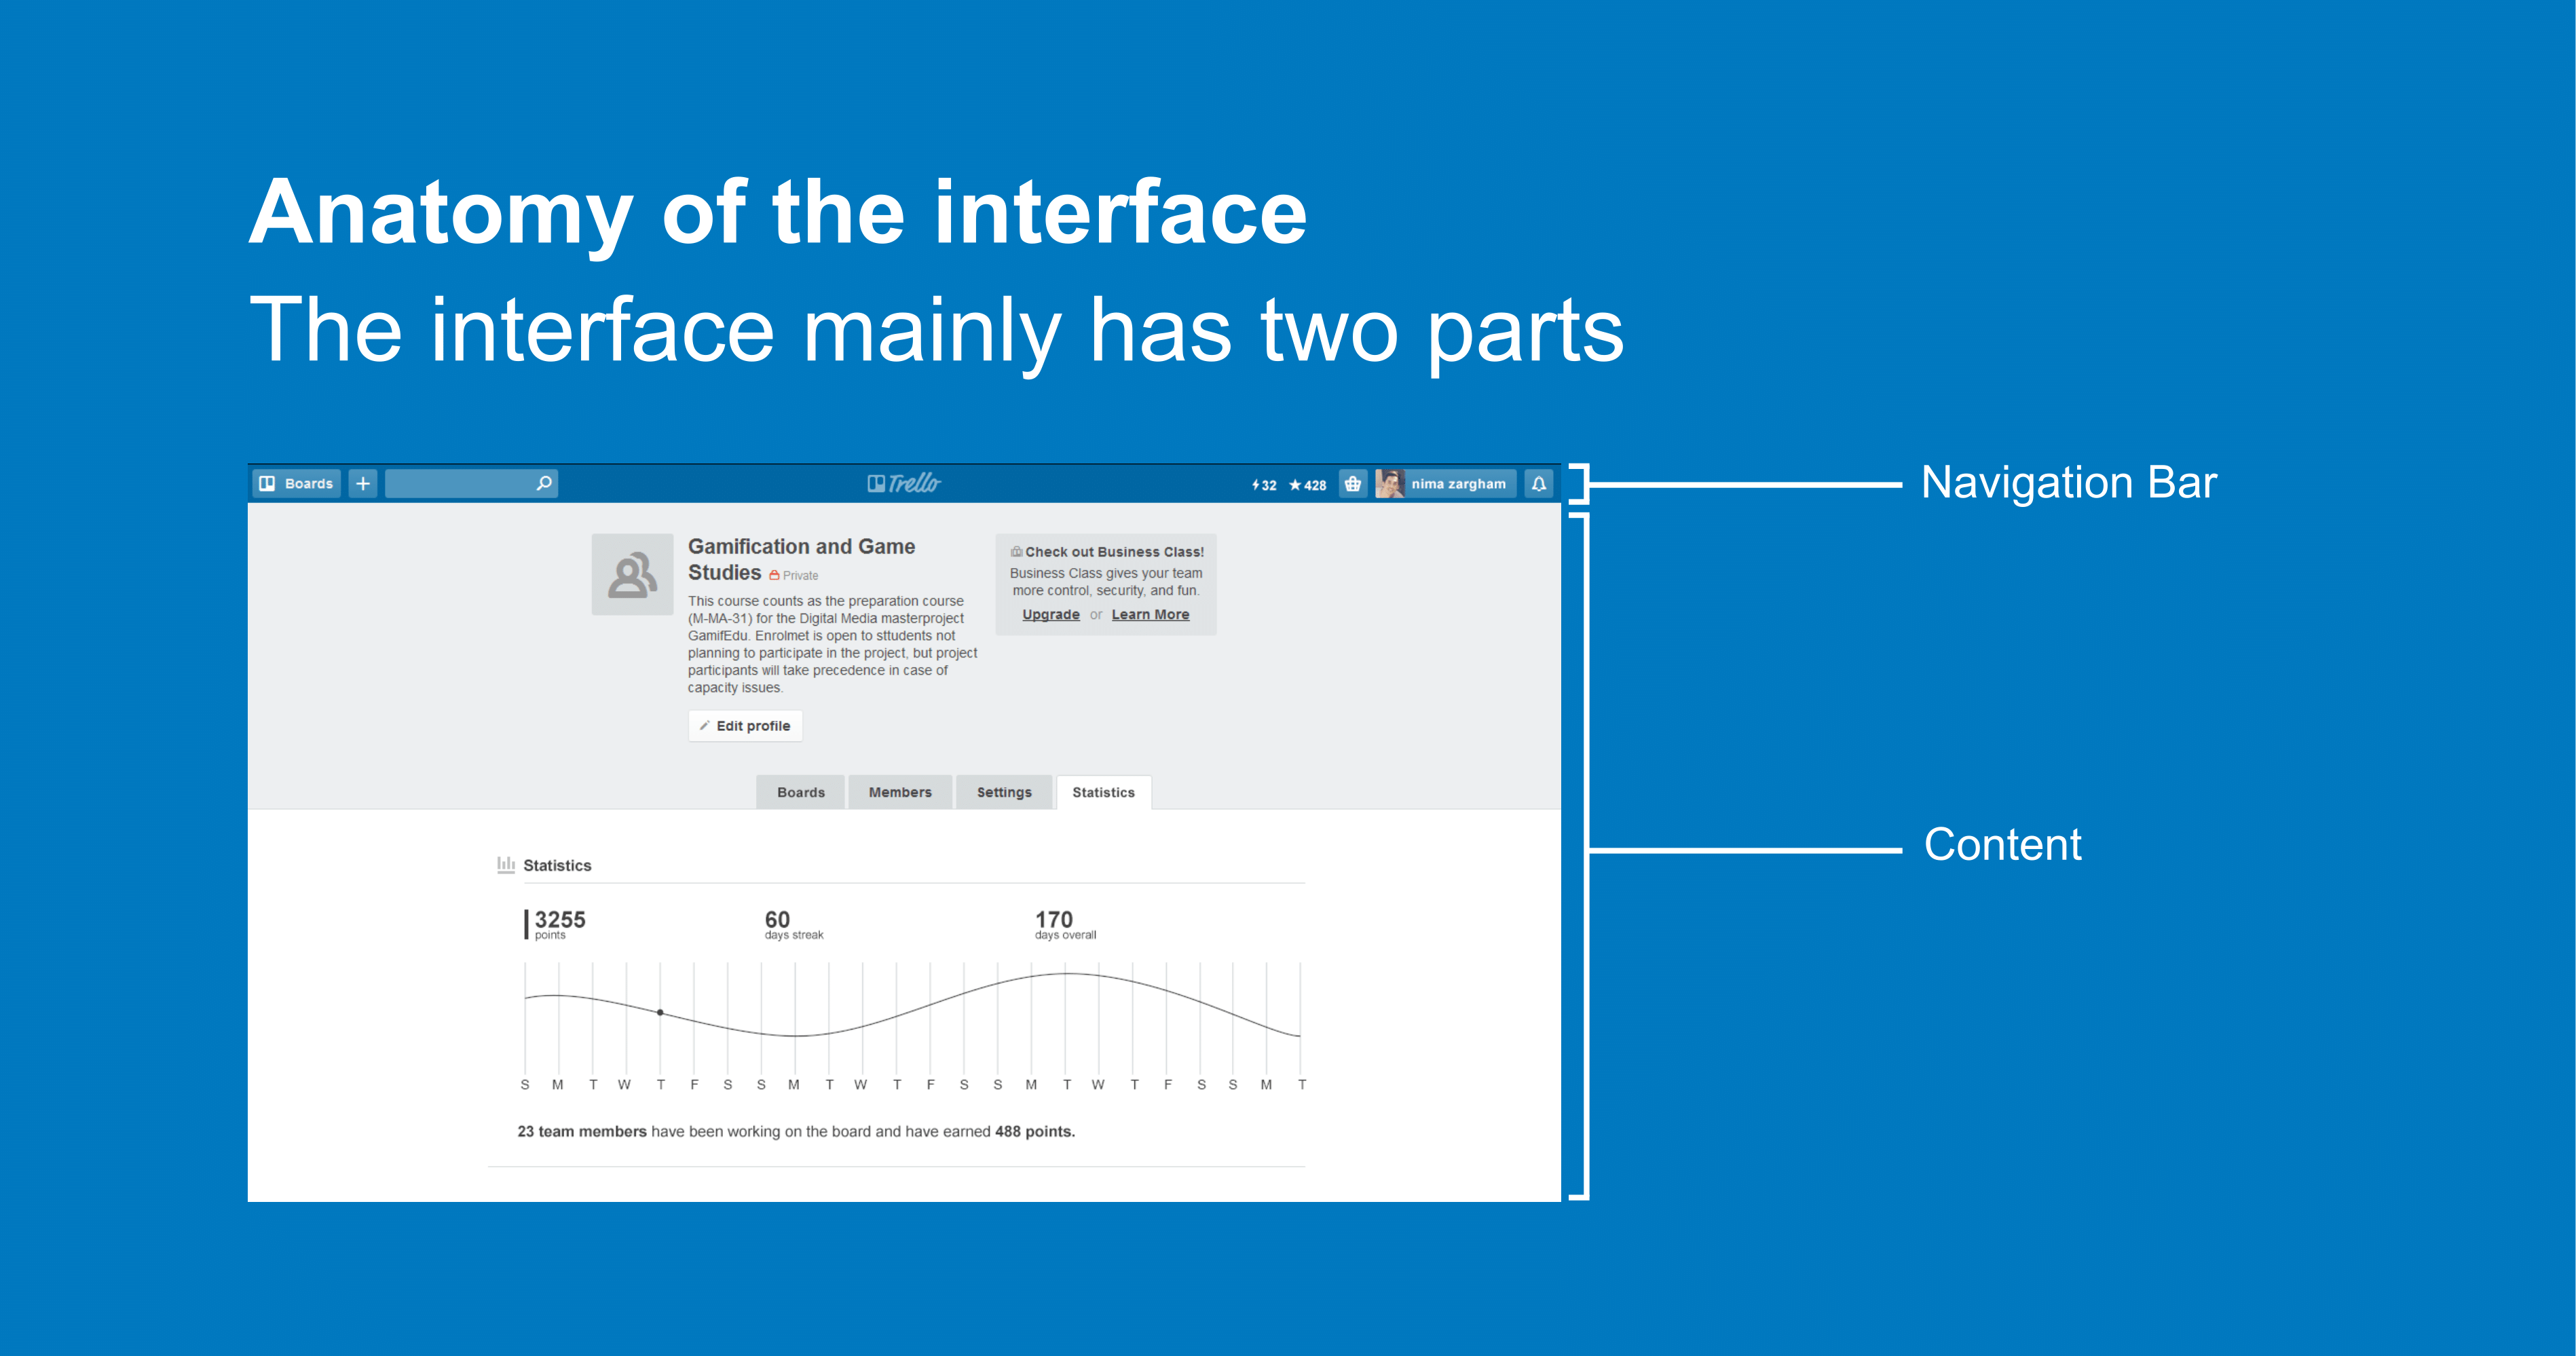 Anatomy of the interface
The interface mainly has two parts
Boards
Trello
32 428
nima zargham
Navigation Bar
Gamification and Game
Studies Private
This course counts as the preparation course
(M-MA-31) for the Digital Media masterproject
GamifEdu. Enrolmet is open to sttudents not
planning to participate in the project, but project
participants will take precedence in case of
capacity issues.
Edit profile
Check out Business Class!
Business Class gives your team
more control, security, and fun.
Upgrade or Learn More
Boards Members Settings Statistics
Content
Statistics
3255 60 170
points days streak days overall
S M T W T F S S M T W T F S S M T W T F S S M T
23 team members have been working on the board and have earned 488 points.